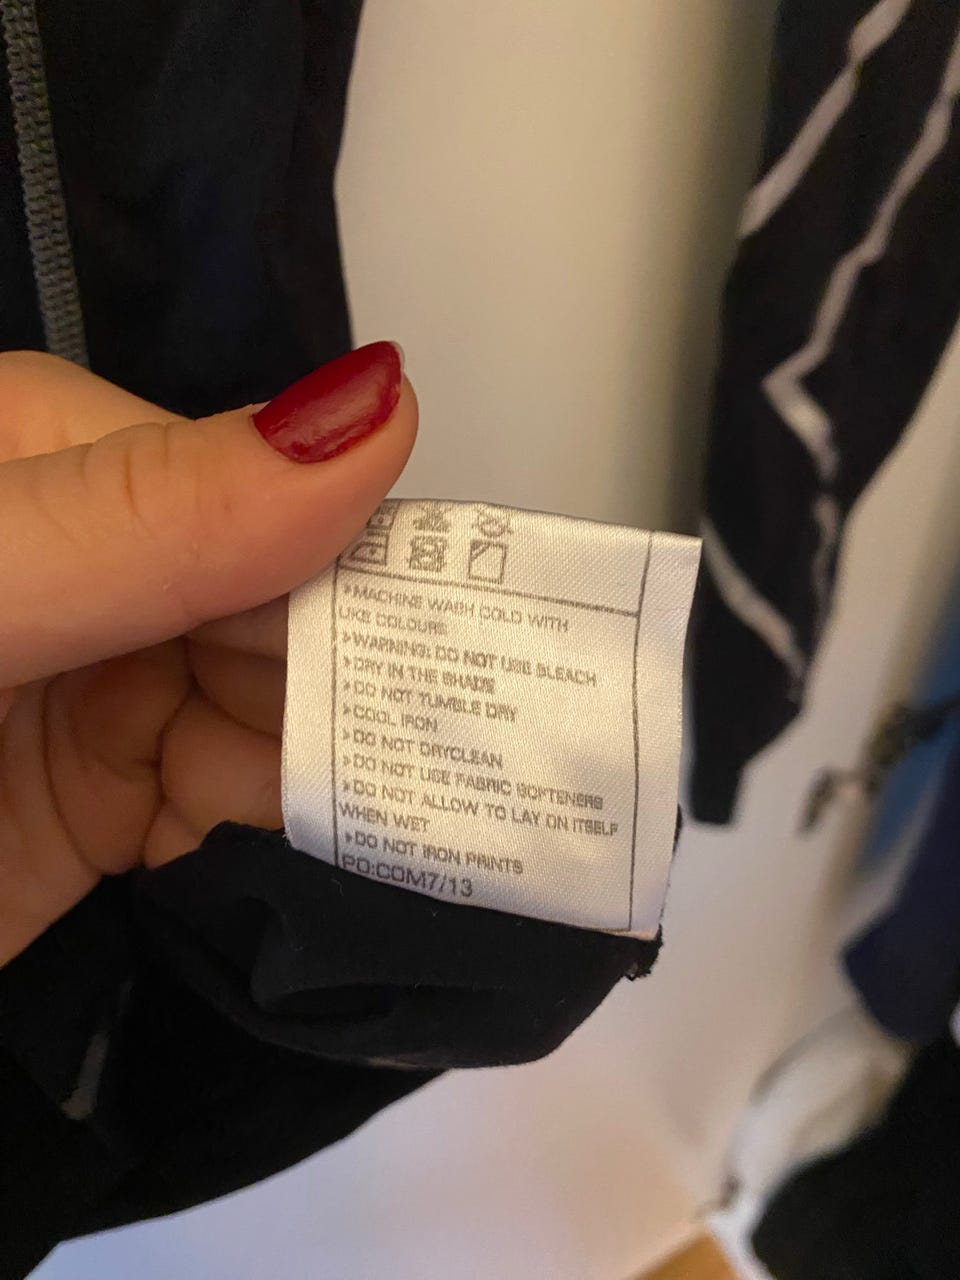 ▸MACHINE WASH COLD WITH
LIKE COLOURS
▸WARNING: DO NOT USE BLEACH
▸DRY IN THE SHADE
▸DO NOT TUMBLE DRY
▸COOL IRON
▸DO NOT DRYCLEAN
▸DO NOT USE FABRIC SOFTENERS
▸DO NOT ALLOW TO LAY ON ITSELF
WHEN WET
▸DO NOT IRON PRINTS
PO:COM7/13